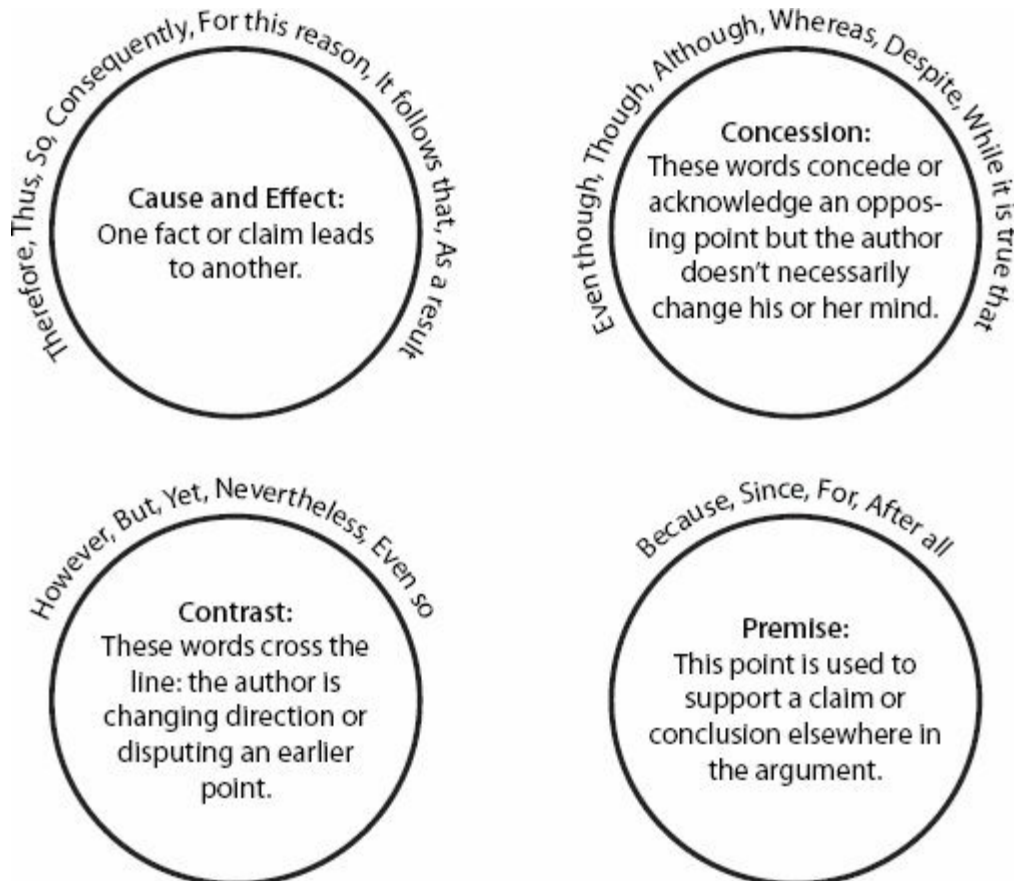 Therefore, Thus, So, Consequently, For this reason, It follows that, As a result
Cause and Effect:
One fact or claim leads
to another.
Even though, Though, Although, Whereas, Despite, While it is true that
Concession:
These words concede or
acknowledge an oppos-
ing point but the author
doesn't necessarily
change his or her mind.
However, But, Yet, Nevertheless, Even so
Contrast:
These words cross the
line: the author is
changing direction or
disputing an earlier
point.
Because, Since, For, After all
Premise:
This point is used to
support a claim or
conclusion elsewhere in
the argument.